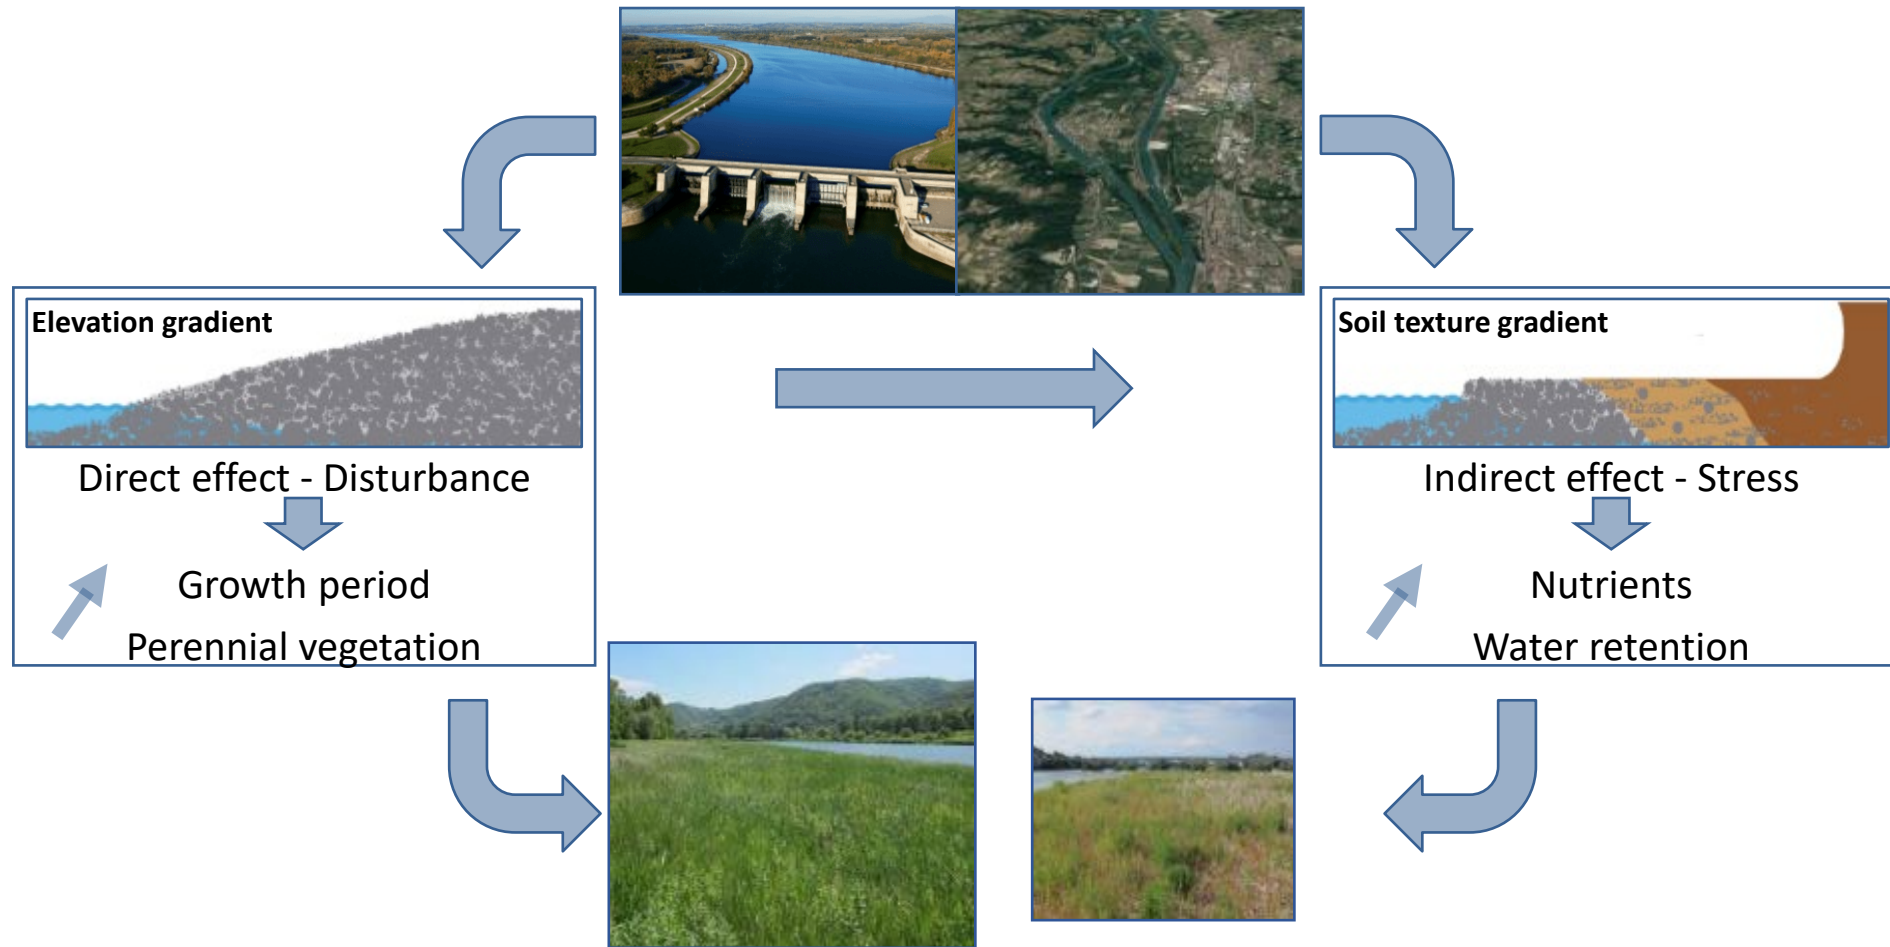 Elevation gradient
Direct effect - Disturbance
Growth period
Perennial vegetation
Soil texture gradient
Indirect effect - Stress
Nutrients
Water retention